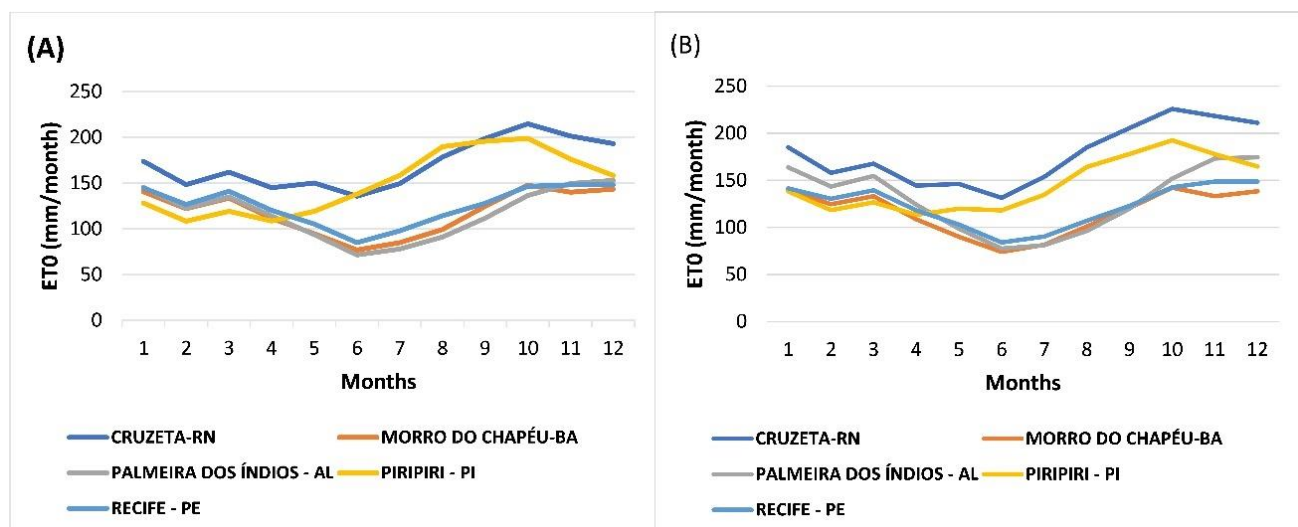 (A)
ET0 (mm/month)
250
200
150
100
50
0
1 2 3 4 5 6 7 8 9 10 11 12
Months
CRUZETA-RN
MORRO DO CHAPÉU-BA
PALMEIRA DOS ÍNDIOS - AL
PIRIPIRI - PI
RECIFE - PE
(B)
ET0 (mm/month)
250
200
150
100
50
0
1 2 3 4 5 6 7 8 9 10 11 12
Months
CRUZETA-RN
MORRO DO CHAPÉU-BA
PALMEIRA DOS ÍNDIOS - AL
PIRIPIRI - PI
RECIFE - PE